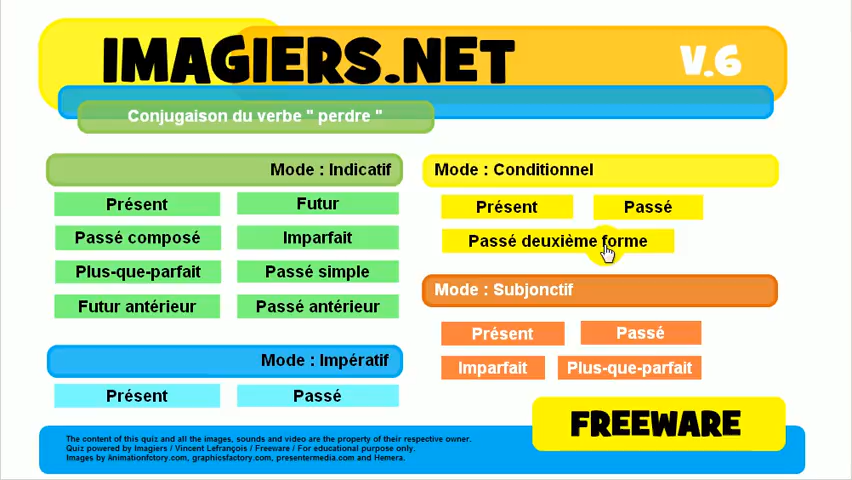 IMAGIERS.NET
V.6
Conjugaison du verbe " perdre "
Mode : Indicatif
Présent Futur
Passé composé Imparfait
Plus-que-parfait Passé simple
Futur antérieur Passé antérieur
Mode : Impératif
Présent Passé
Mode : Conditionnel
Présent Passé
Passé deuxième forme
Mode : Subjonctif
Présent Passé
Imparfait Plus-que-parfait
FREEWARE
The content of this quiz and all the images, sounds and video are the property of their respective owner.
Quiz powered by Imagiers / Vincent Lefrançois / Freeware / For educational purpose only.
Images by Animationfctory.com, graphicsfactory.com, presentermedia.com and Hemera.